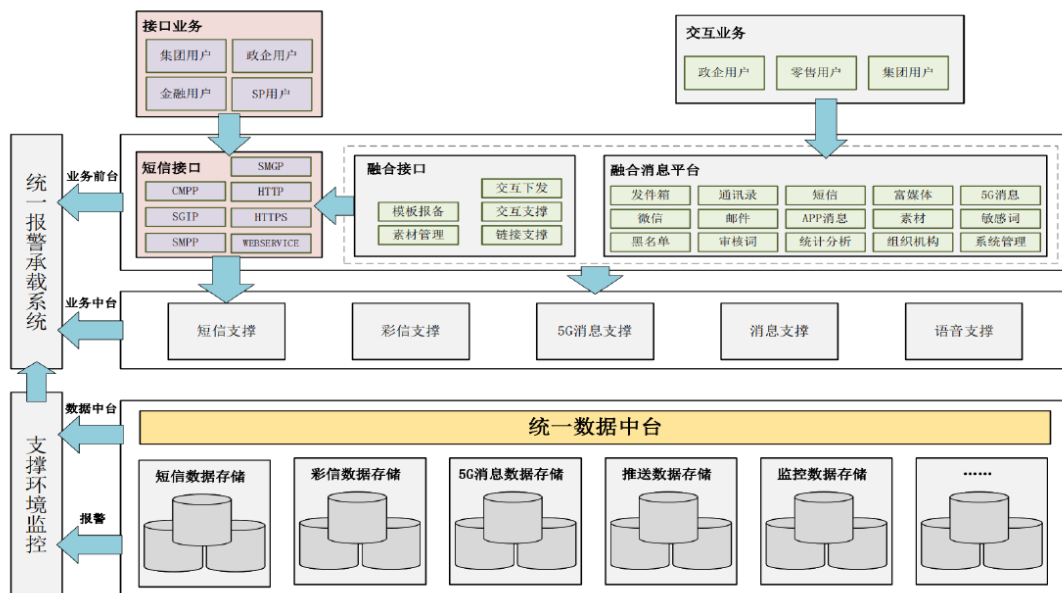 接口业务
集团用户
政企用户
金融用户
SP用户
交互业务
政企用户
零售用户
集团用户
统一报警承载系统
业务前台
短信接口
SMGP
CMPP
HTTP
SGIP
HTTPS
SMPP
WEBSERVICE
融合接口
交互下发
模板报备
交互支撑
素材管理
链接支撑
融合消息平台
发件箱
通讯录
短信
富媒体
5G消息
微信
邮件
APP消息
素材
敏感词
黑名单
审核词
统计分析
组织机构
系统管理
业务中台
短信支撑
彩信支撑
5G消息支撑
消息支撑
语音支撑
支撑环境监控
数据中台
统一数据中台
报警
短信数据存储
彩信数据存储
5G消息数据存储
推送数据存储
监控数据存储
······